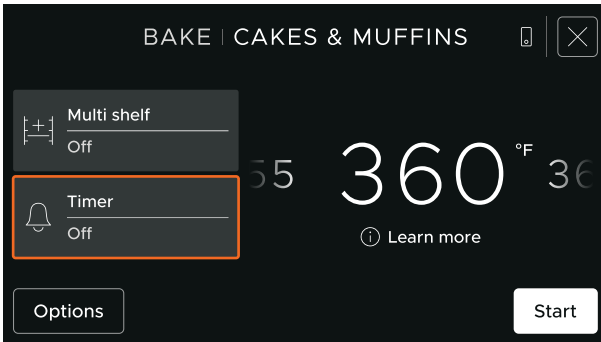 BAKE | CAKES & MUFFINS
Multi shelf
Off
Timer
Off
360 °F
Learn more
Options
Start